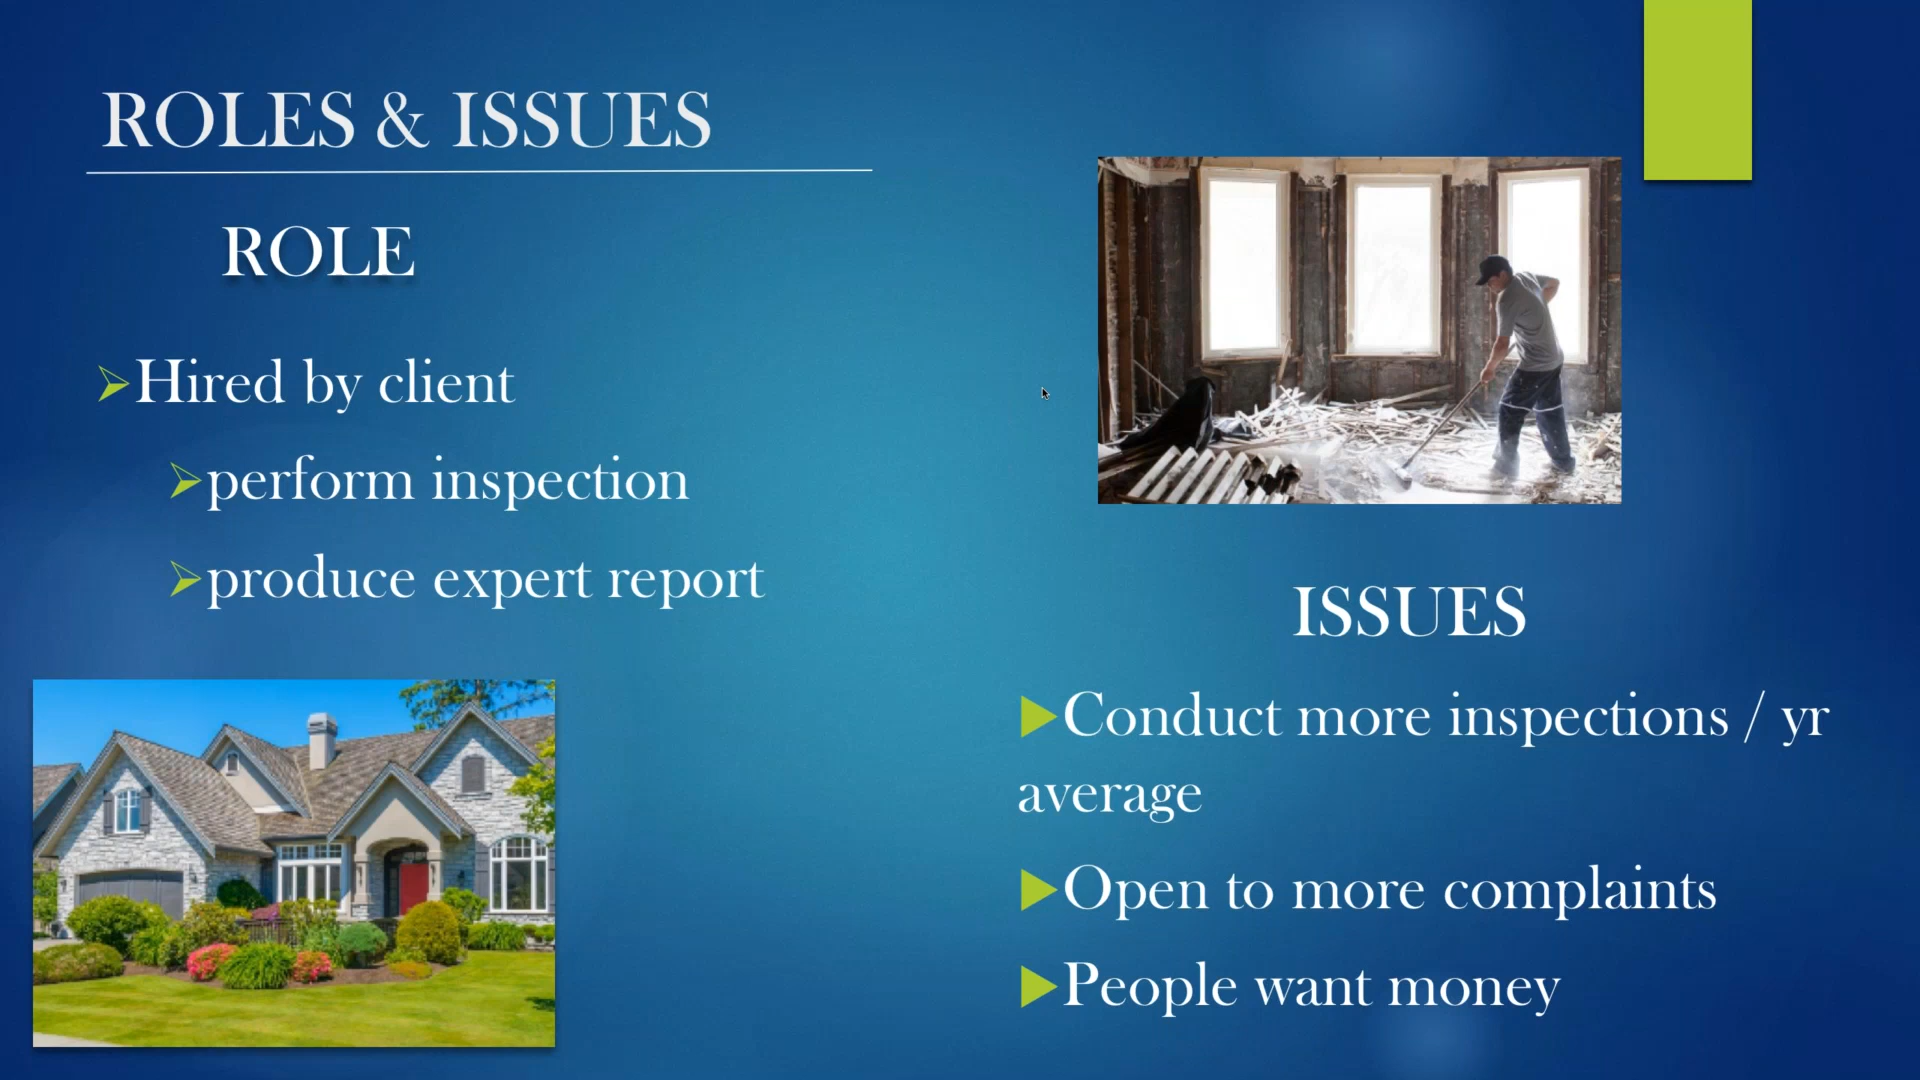 ROLES & ISSUES
ROLE
Hired by client
perform inspection
produce expert report
ISSUES
Conduct more inspections / yr
average
Open to more complaints
People want money